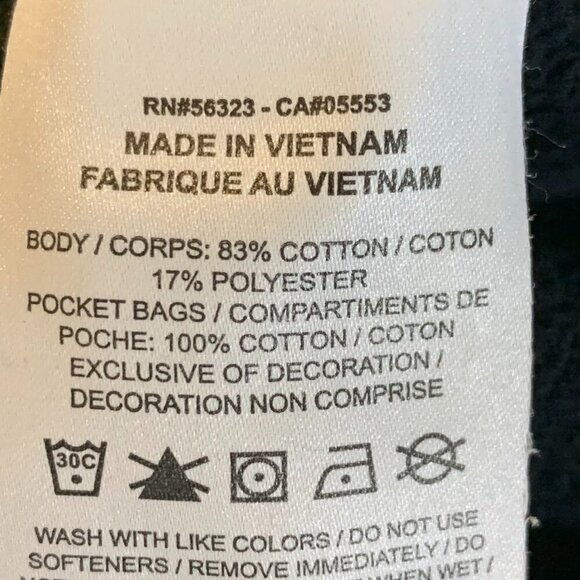 RN#56323 - CA#05553
MADE IN VIETNAM
FABRIQUE AU VIETNAM
BODY / CORPS: 83% COTTON / COTON
17% POLYESTER
POCKET BAGS / COMPARTIMENTS DE
POCHE: 100% COTTON / COTON
EXCLUSIVE OF DECORATION /
DECORATION NON COMPRISE
30C
WASH WITH LIKE COLORS / DO NOT USE
SOFTENERS / REMOVE IMMEDIATELY / DO
WHEN WET /